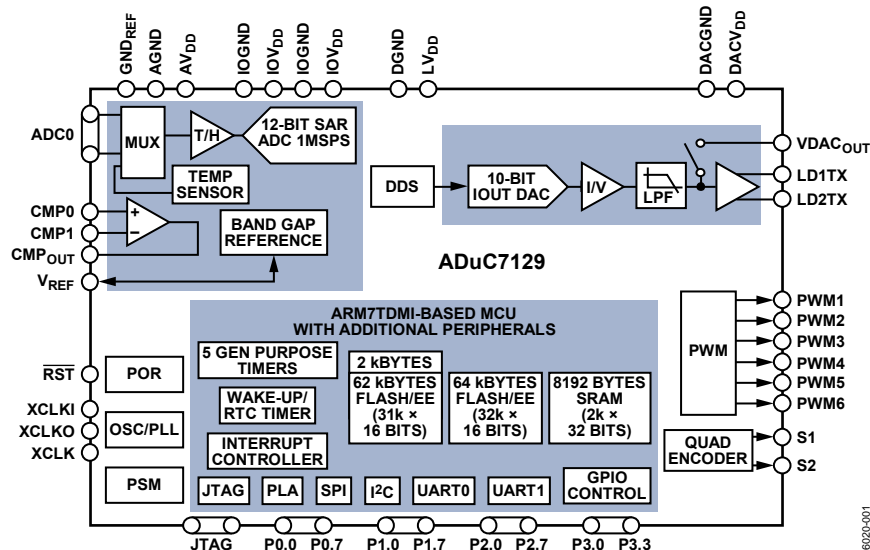 GNDREF AGND AVDD IOGND IOVDD IOGND IOVDD DGND LVDD DACGND DACVDD
ADC0
MUX
T/H
12-BIT SAR
ADC 1MSPS
TEMP
SENSOR
CMP0
CMP1
CMPOUT
VREF
+
−
BAND GAP
REFERENCE
DDS
10-BIT
IOUT DAC
I/V
LPF
VDACOUT
LD1TX
LD2TX
ADuC7129
ARM7TDMI-BASED MCU
WITH ADDITIONAL PERIPHERALS
5 GEN PURPOSE
TIMERS
WAKE-UP/
RTC TIMER
INTERRUPT
CONTROLLER
2 kBYTES
62 kBYTES
FLASH/EE
(31k ×
16 BITS)
64 kBYTES
FLASH/EE
(32k ×
16 BITS)
8192 BYTES
SRAM
(2k ×
32 BITS)
JTAG PLA SPI I2C UART0 UART1
GPIO
CONTROL
RST
XCLKI
XCLKO
XCLK
POR
OSC/PLL
PSM
PWM
PWM1
PWM2
PWM3
PWM4
PWM5
PWM6
QUAD
ENCODER
S1
S2
JTAG P0.0 P0.7 P1.0 P1.7 P2.0 P2.7 P3.0 P3.3
6020-001